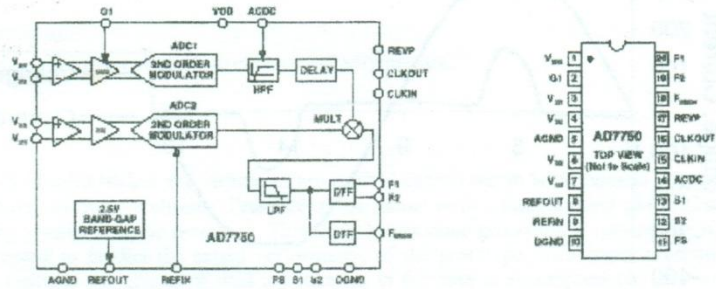 G1
VDD
ACDC
ADC1
2ND ORDER
MODULATOR
HPF
DELAY
REVP
CLKOUT
CLKIN
ADC2
2ND ORDER
MODULATOR
MULT
LPF
DTF
F1
F2
DTF
2.5V
BAND-GAP
REFERENCE
AD7750
AGND
REFOUT
REFIN
FS
S1
S2
DGND
1
20
F1
G1
2
19
F2
3
18
4
17
REVP
AGND
5
AD7750
16
CLKOUT
6
TOP VIEW
15
CLKIN
7
(Not to Scale)
14
ACDC
REFOUT
8
13
S1
REFIN
9
12
S2
DGND
10
11
FS